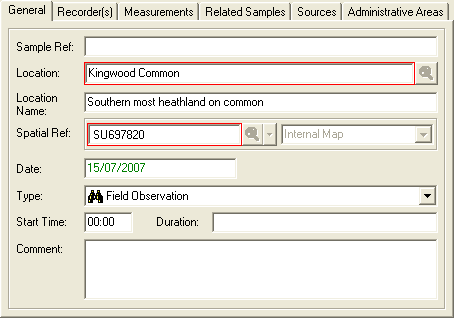 General Recorder(s) Measurements Related Samples Sources Administrative Areas
Sample Ref:
Location: Kingwood Common
Location Name: Southern most heathland on common
Spatial Ref: SU697820 Internal Map
Date: 15/07/2007
Type: Field Observation
Start Time: 00:00 Duration:
Comment: